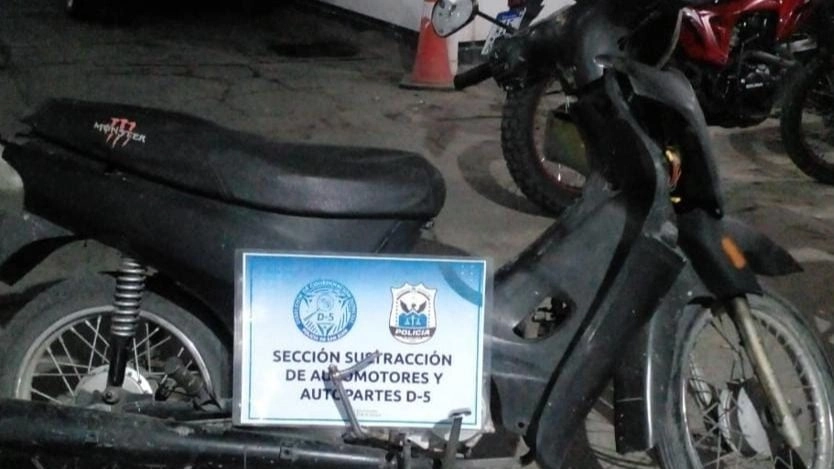 MONSTER
D-5
POLICIA
SECCIÓN SUSTRACCIÓN
DE AUTOMOTORES Y
AUTOPARTES D-5